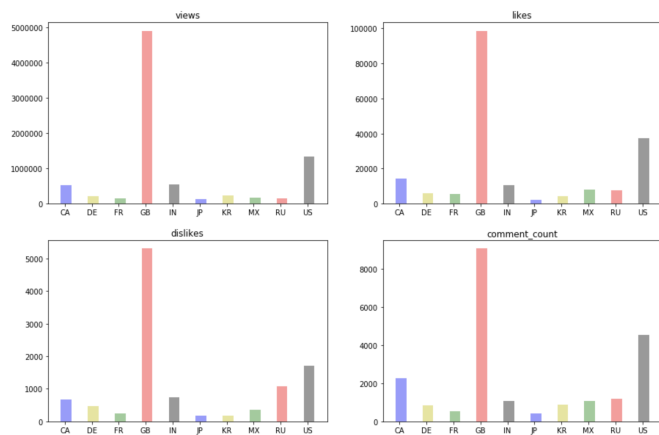 views
5000000
4000000
3000000
2000000
1000000
0
CA DE FR GB IN JP KR MX RU US
likes
100000
80000
60000
40000
20000
0
CA DE FR GB IN JP KR MX RU US
dislikes
5000
4000
3000
2000
1000
0
CA DE FR GB IN JP KR MX RU US
comment_count
8000
6000
4000
2000
0
CA DE FR GB IN JP KR MX RU US